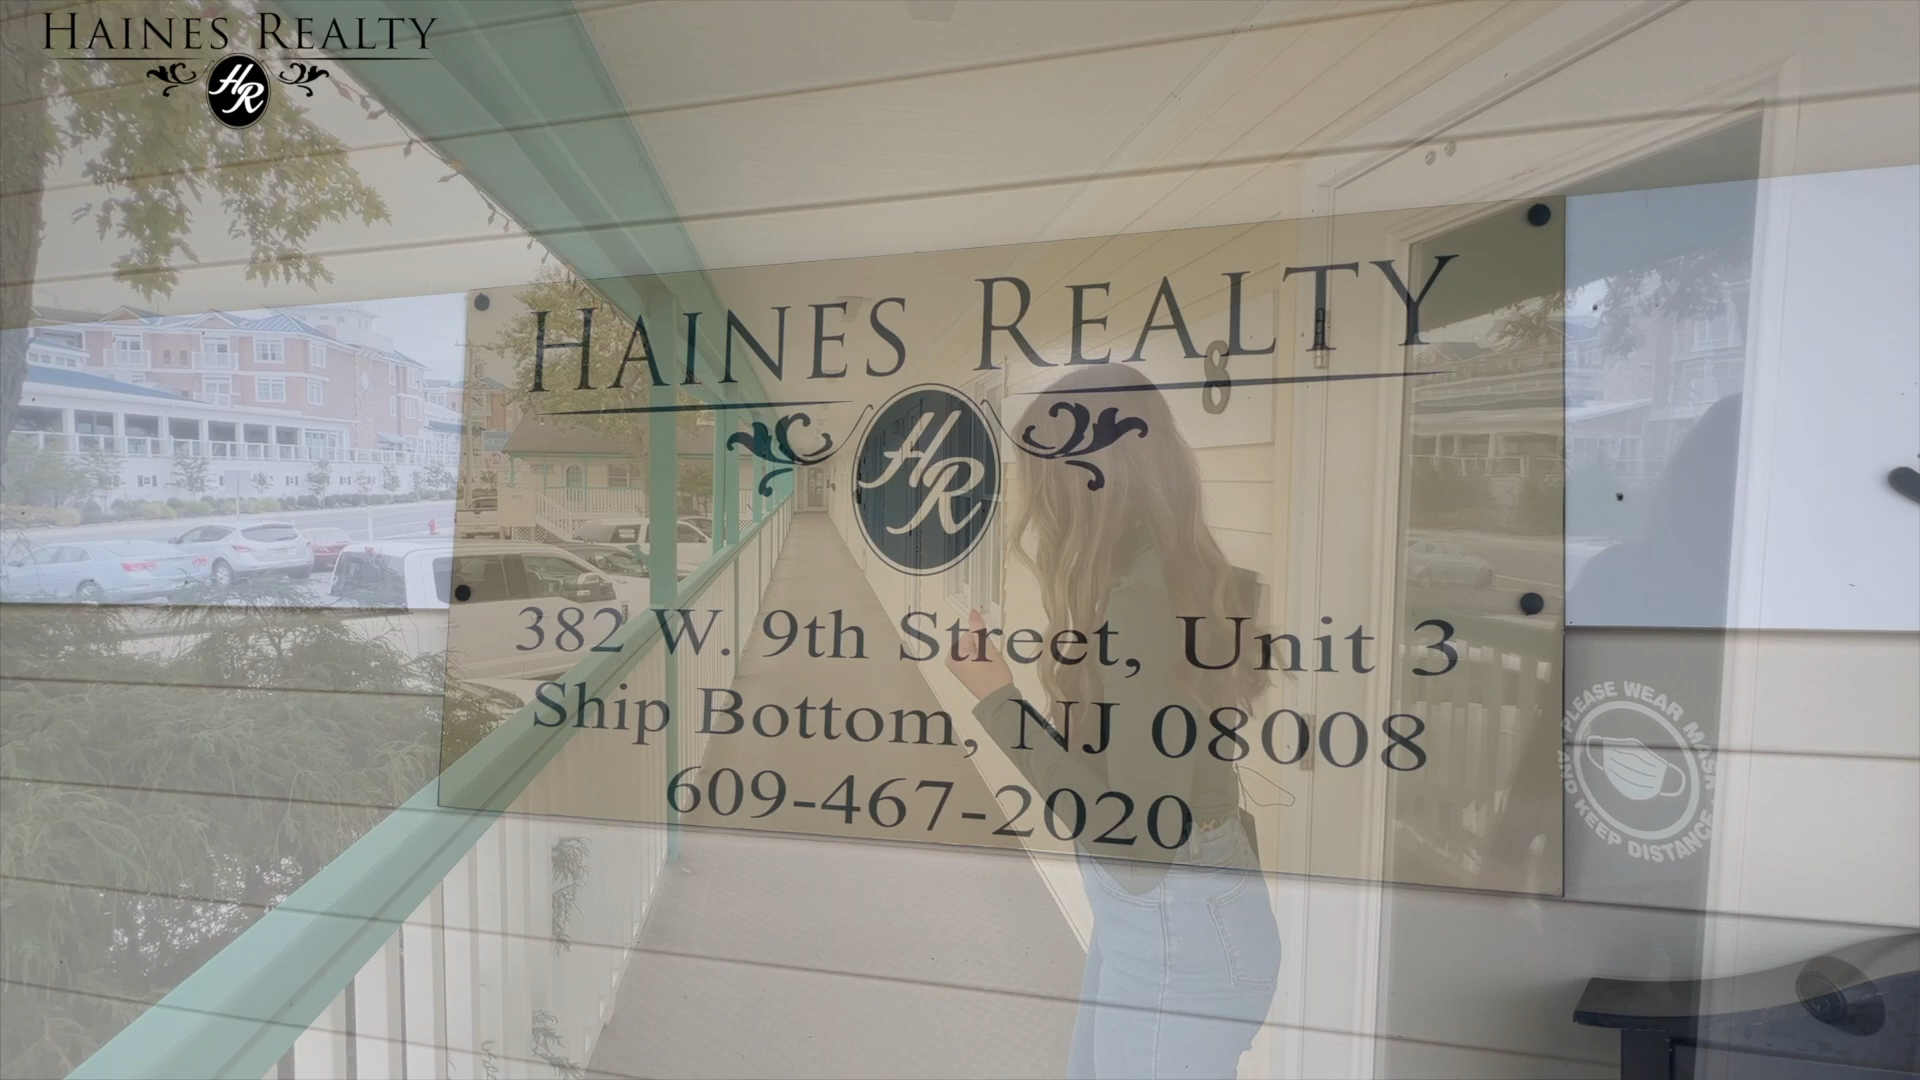 HAINES REALTY
HR
HAINES REALTY
8
HR
382 W. 9th Street, Unit 3
Ship Bottom, NJ 08008
609-467-2020
PLEASE WEAR MASK
AND KEEP DISTANCE